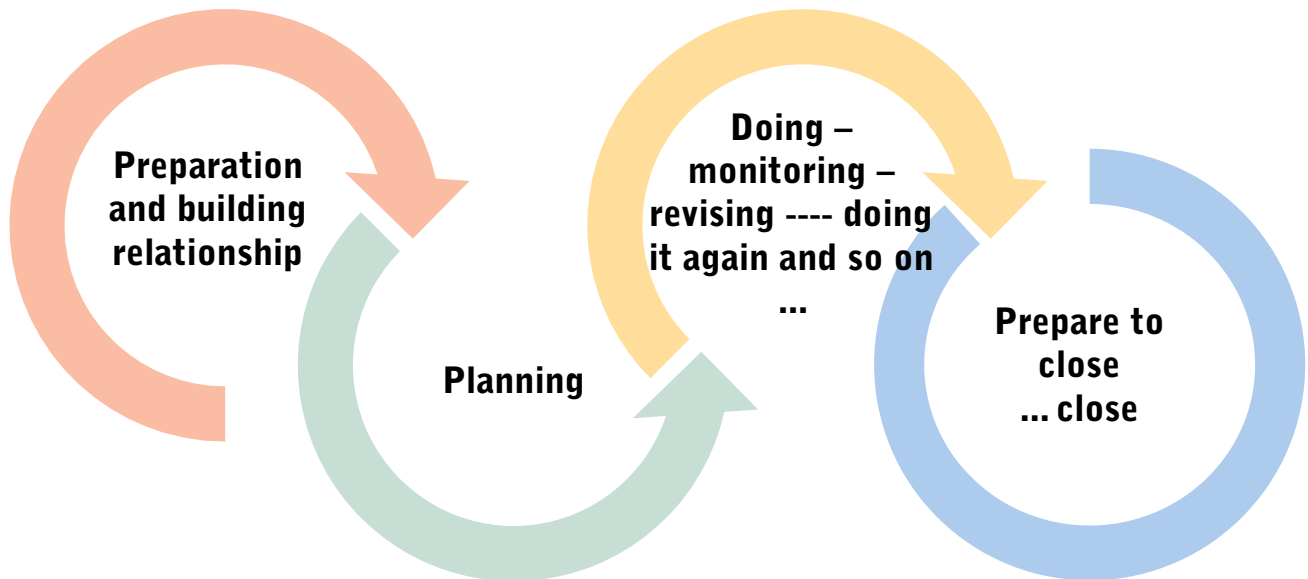 Preparation
and building
relationship
Planning
Doing –
monitoring –
revising ---- doing
it again and so on
...
Prepare to
close
... close